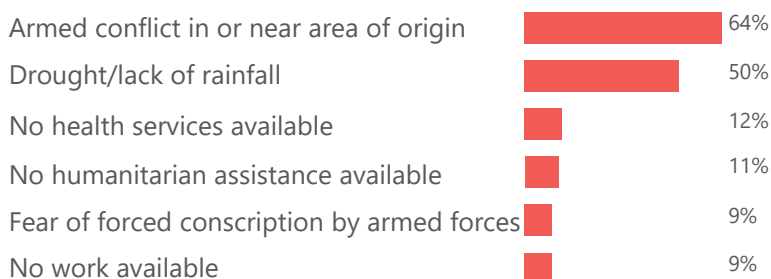 Armed conflict in or near area of origin 64%
Drought/lack of rainfall 50%
No health services available 12%
No humanitarian assistance available 11%
Fear of forced conscription by armed forces 9%
No work available 9%